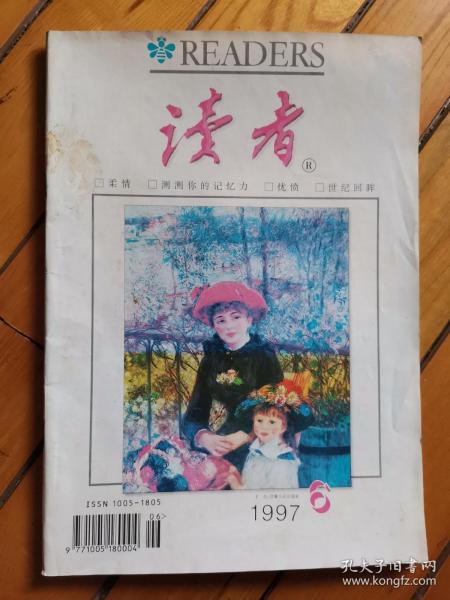 READERS
读者®
□柔情 □测测你的记忆力 □忧愤 □世纪回眸
ISSN 1005-1805
06>
9 771005 180004
1997 6
孔夫子旧书网
www.kongfz.com